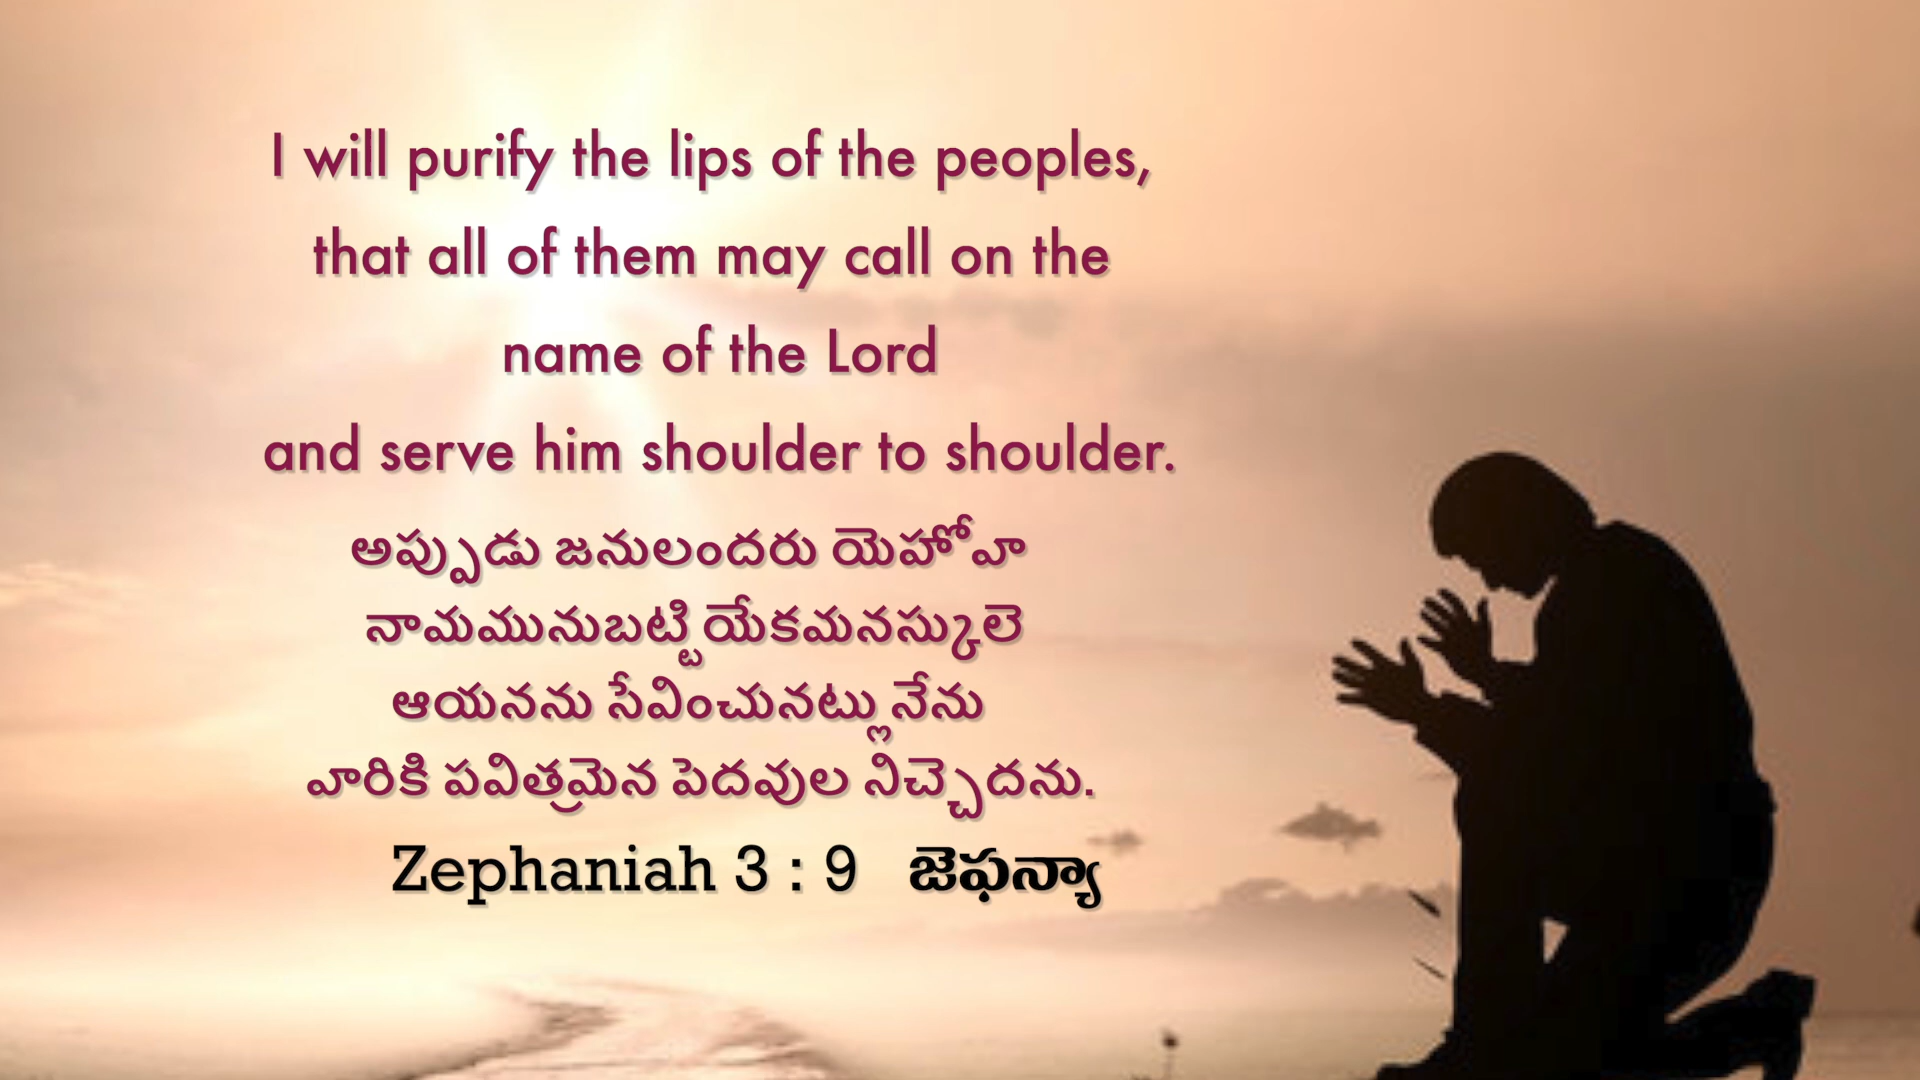 I will purify the lips of the peoples,
that all of them may call on the
name of the Lord
and serve him shoulder to shoulder.
అప్పుడు జనులందరు యెహోవా
నామమునుబట్టి యేకమనస్కులై
ఆయనను సేవించునట్లు నేను
వారికి పవిత్రమైన పెదవుల నిచ్చెదను.
Zephaniah 3 : 9 జెఫన్యా